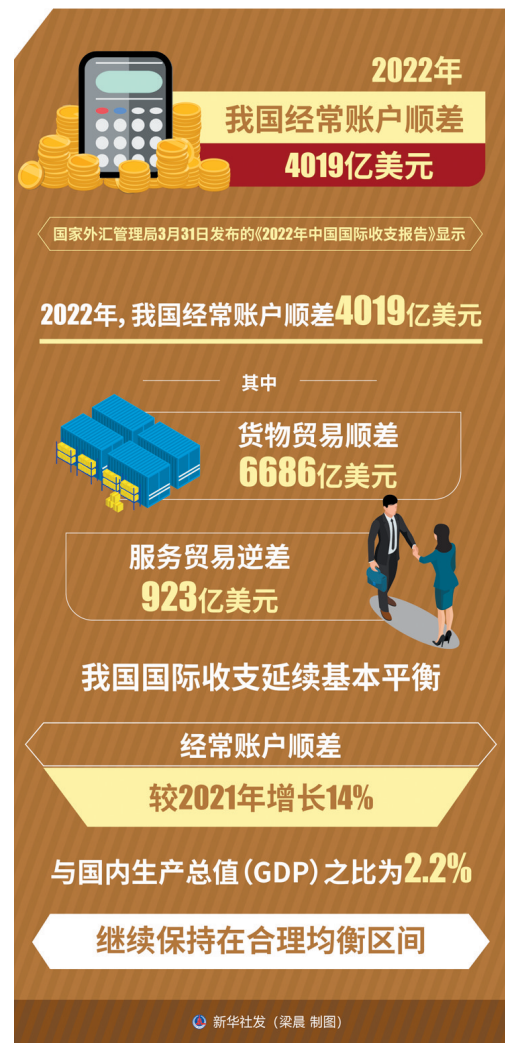 2022年
我国经常账户顺差
4019亿美元
国家外汇管理局3月31日发布的《2022年中国国际收支报告》显示
2022年，我国经常账户顺差4019亿美元
其中
货物贸易顺差
6686亿美元
服务贸易逆差
923亿美元
我国国际收支延续基本平衡
经常账户顺差
较2021年增长14%
与国内生产总值（GDP）之比为2.2%
继续保持在合理均衡区间
新华社发（梁晨 制图）